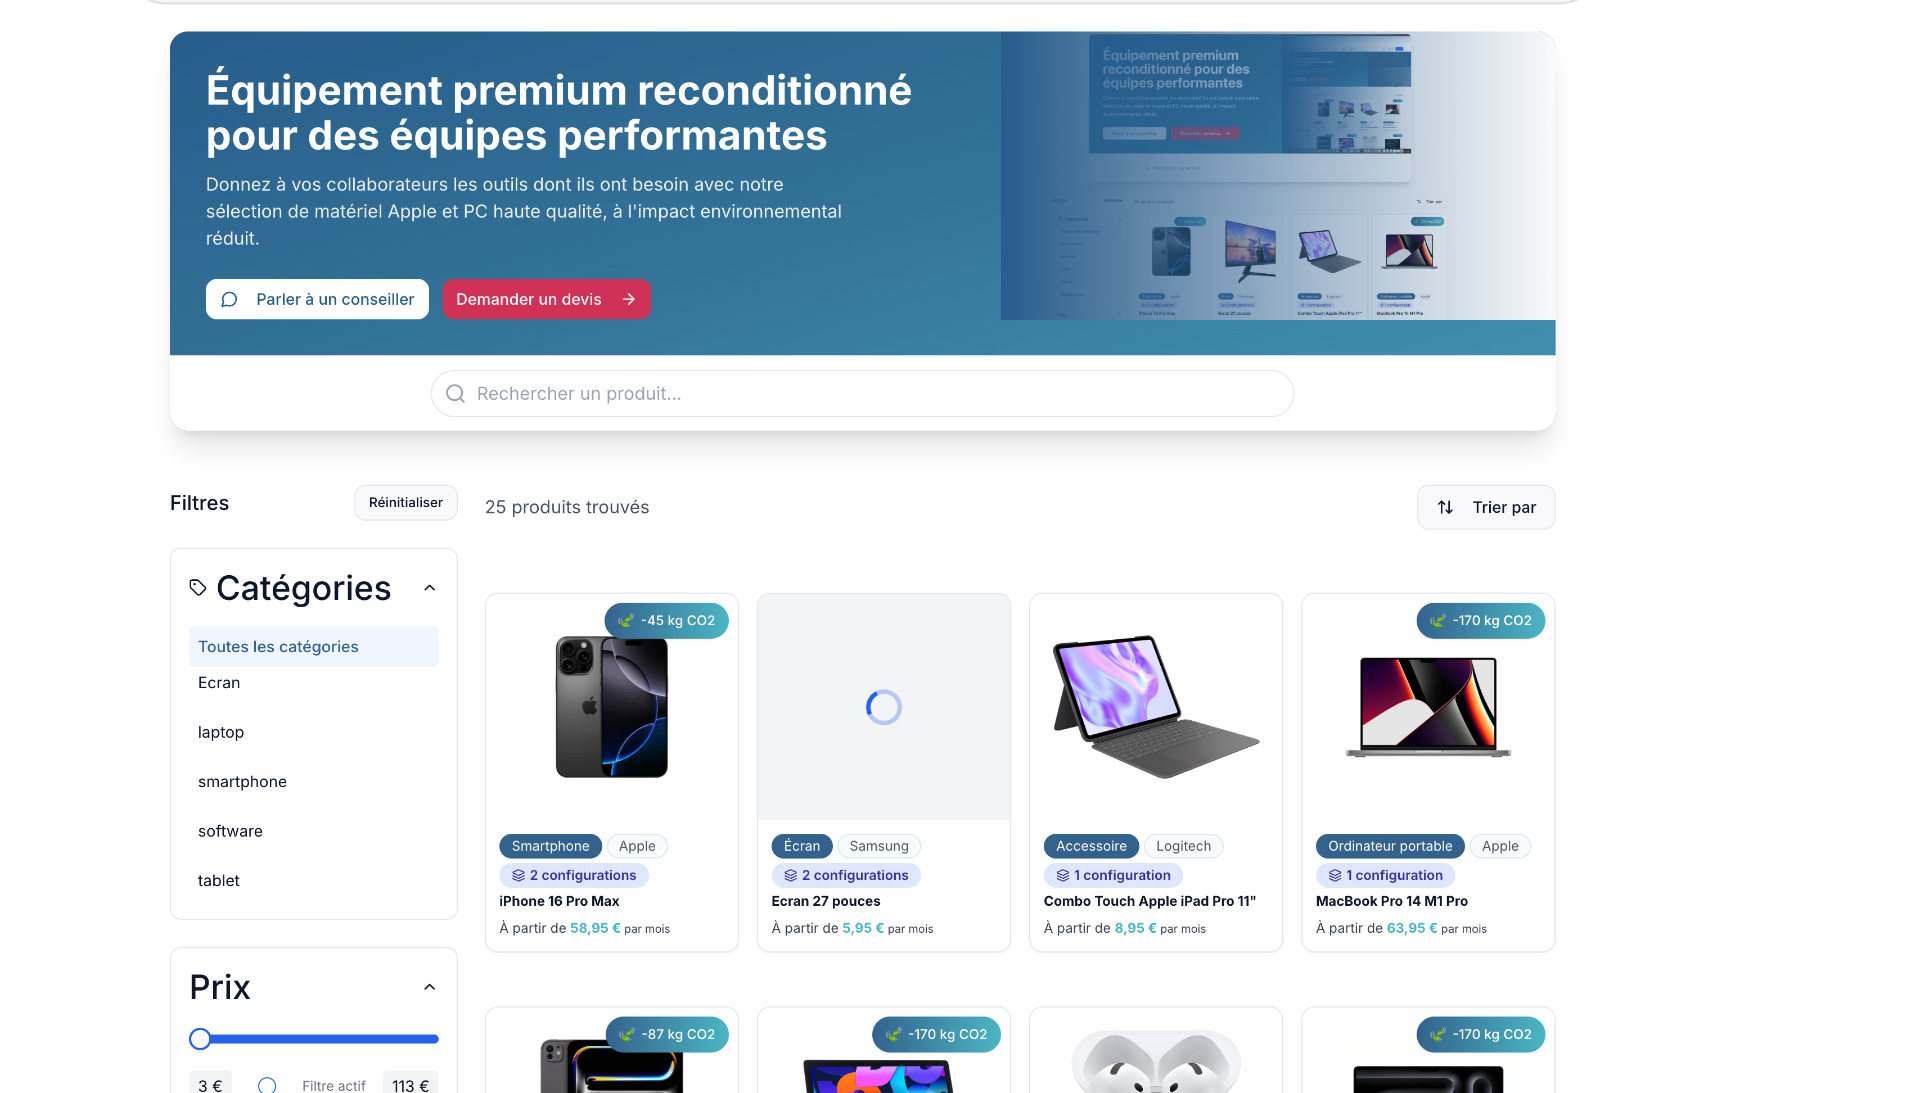 Équipement premium reconditionné
pour des équipes performantes
Donnez à vos collaborateurs les outils dont ils ont besoin avec notre
sélection de matériel Apple et PC haute qualité, à l'impact environnemental
réduit.
Parler à un conseiller
Demander un devis
Équipement premium
reconditionné pour des
équipes performantes
Rechercher un produit...
Filtres
Réinitialiser
25 produits trouvés
Trier par
Catégories
Toutes les catégories
Ecran
laptop
smartphone
software
tablet
Prix
3 €
Filtre actif
113 €
-45 kg CO2
Smartphone
Apple
2 configurations
iPhone 16 Pro Max
À partir de 58,95 € par mois
Écran
Samsung
2 configurations
Ecran 27 pouces
À partir de 5,95 € par mois
Accessoire
Logitech
1 configuration
Combo Touch Apple iPad Pro 11"
À partir de 8,95 € par mois
-170 kg CO2
Ordinateur portable
Apple
1 configuration
MacBook Pro 14 M1 Pro
À partir de 63,95 € par mois
-87 kg CO2
-170 kg CO2
-170 kg CO2